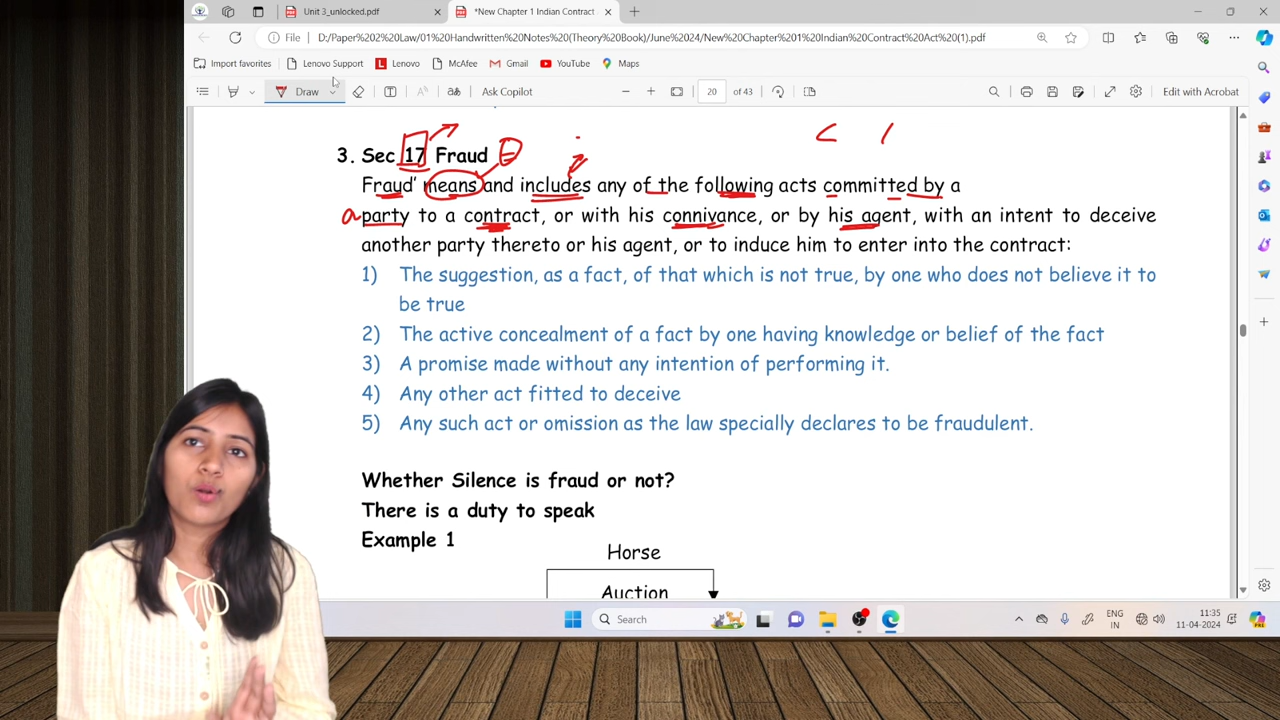 Unit 3_unlocked.pdf
*New Chapter 1 Indian Contract
File
D:/Paper%202%20Law/01%20Handwritten%20Notes%20(Theory%20Book)/June%2024/New%20Chapter%201%20Indian%20Contract%20Act%20(1).pdf
Import favorites
Lenovo Support
Lenovo
McAfee
Gmail
YouTube
Maps
Draw
Ask Copilot
20 of 43
Edit with Acrobat
3. Sec 17 Fraud
Fraud' means and includes any of the following acts committed by a
a party to a contract, or with his connivance, or by his agent, with an intent to deceive
another party thereto or his agent, or to induce him to enter into the contract:
1) The suggestion, as a fact, of that which is not true, by one who does not believe it to
be true
2) The active concealment of a fact by one having knowledge or belief of the fact
3) A promise made without any intention of performing it.
4) Any other act fitted to deceive
5) Any such act or omission as the law specially declares to be fraudulent.
Whether Silence is fraud or not?
There is a duty to speak
Example 1
Horse
Auction
Search
ENG
IN
11:35
11-04-2024